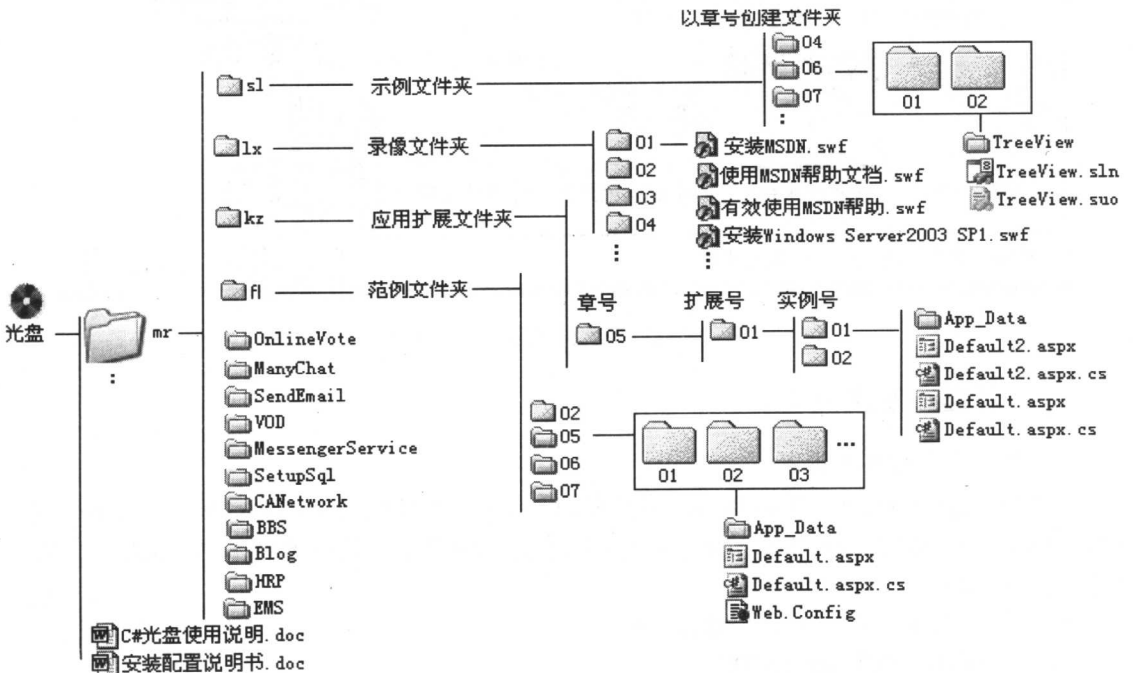 以章号创建文件夹
04
06
07
01 02
TreeView
TreeView.sln
TreeView.suo
sl 示例文件夹
lx 录像文件夹
01
02
03
04
安装MSDN.swf
使用MSDN帮助文档.swf
有效使用MSDN帮助.swf
安装Windows Server2003 SP1.swf
kz 应用扩展文件夹
章号 扩展号 实例号
05 01 01
02
App_Data
Default2.aspx
Default2.aspx.cs
Default.aspx
Default.aspx.cs
fl 范例文件夹
02
05
06
07
01 02 03 ...
App_Data
Default.aspx
Default.aspx.cs
Web.Config
光盘 mr
OnlineVote
ManyChat
SendEmail
VOD
MessengerService
SetupSql
CANetwork
BBS
Blog
HRP
EMS
C#光盘使用说明.doc
安装配置说明书.doc